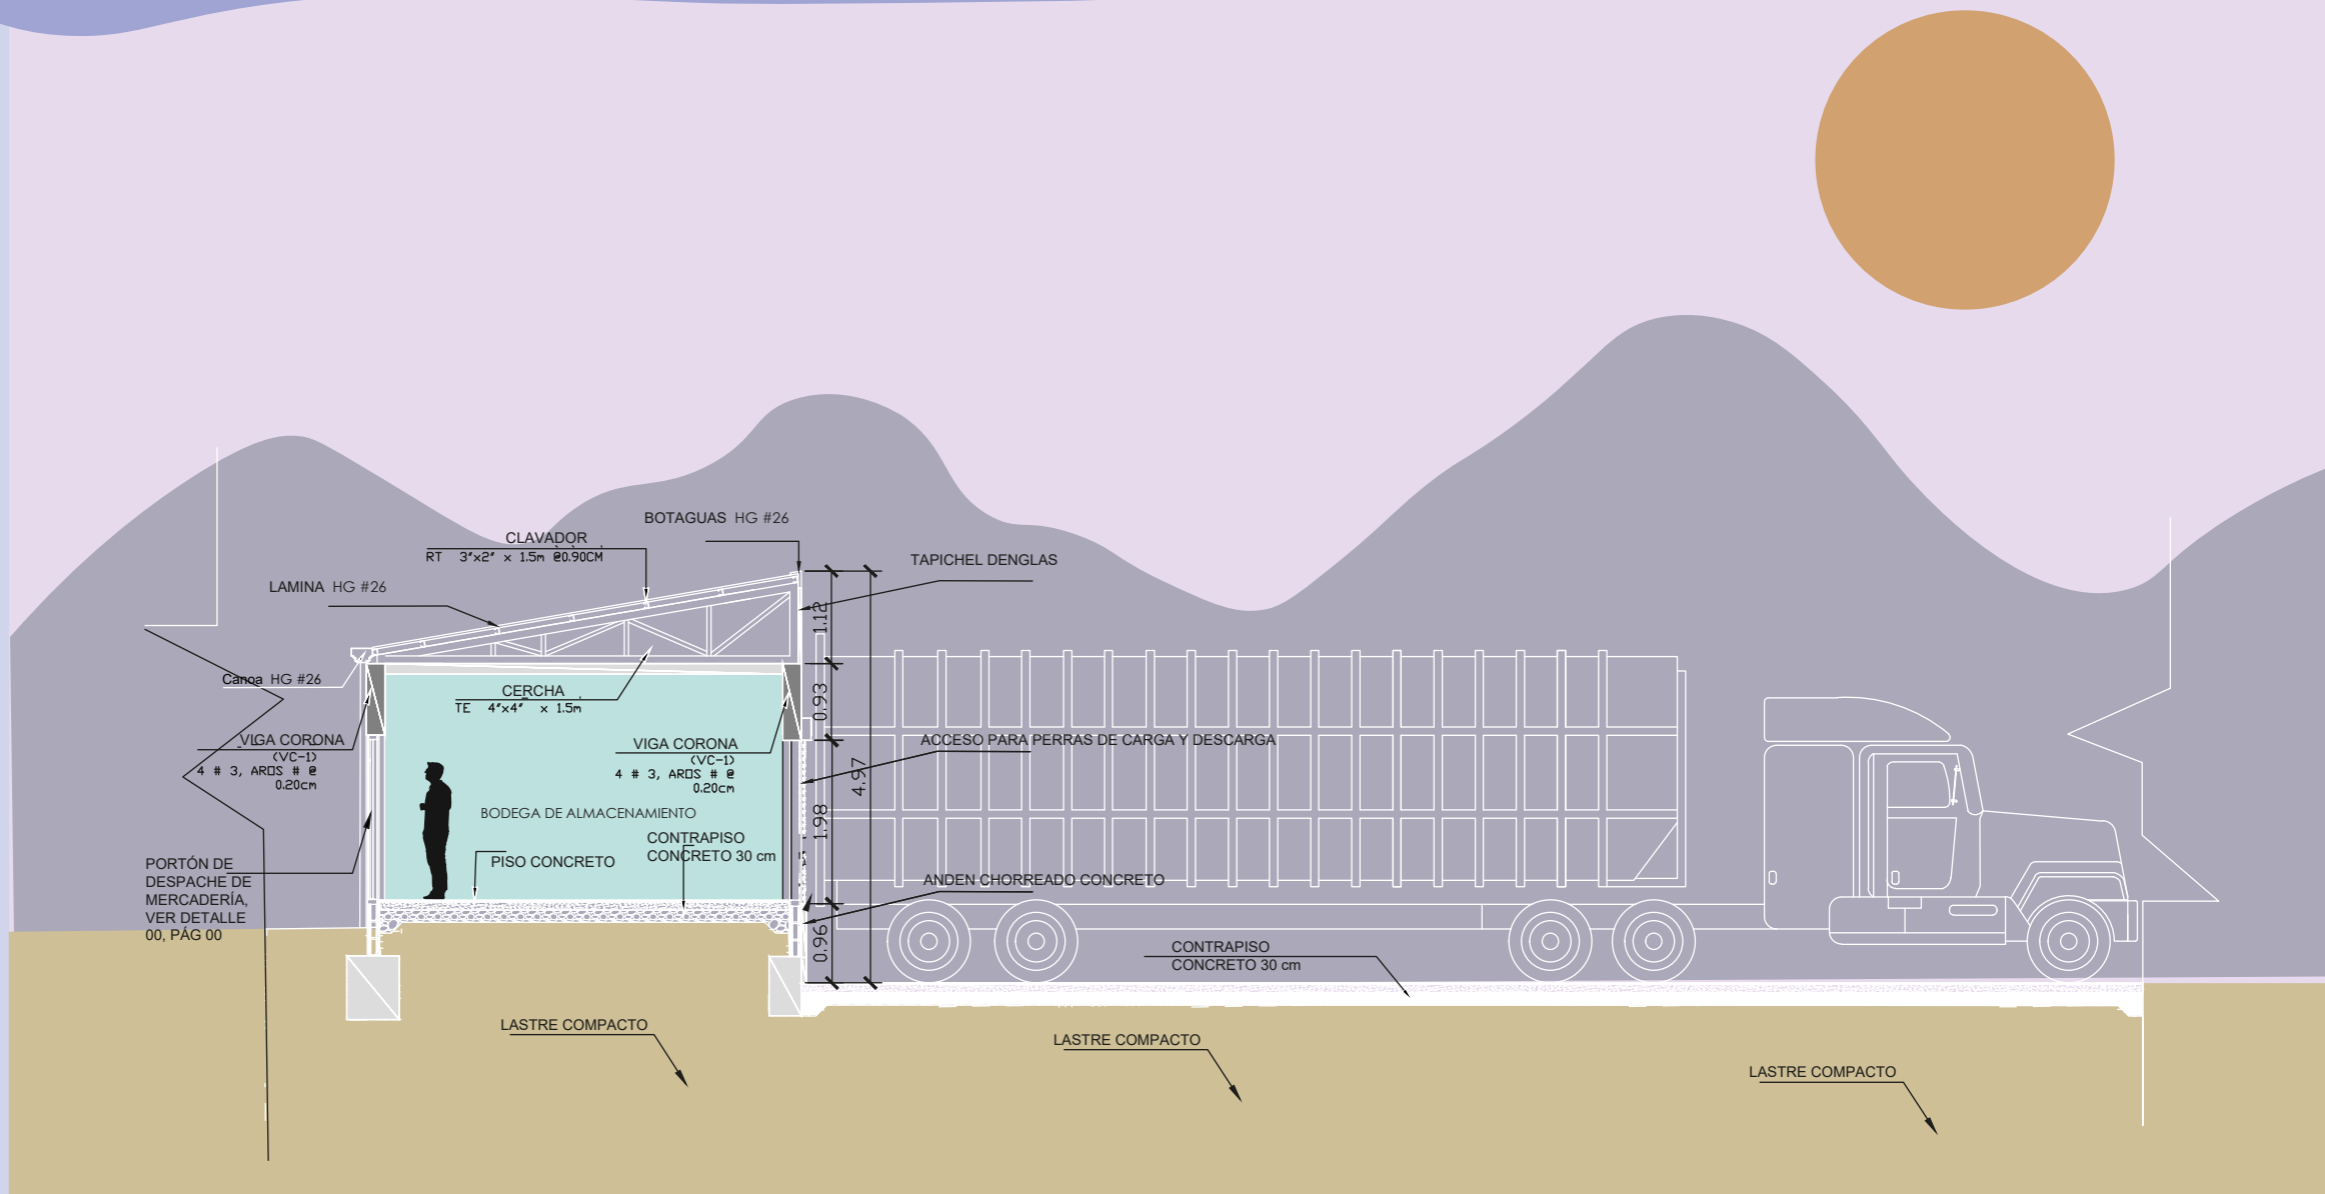 BOTAGUAS HG #26
CLAVADOR
RT 3"x2" x 1.5m @0.90CM
TAPICHEL DENGLAS
LAMINA HG #26
1.12
Canoa HG #26
CERCHA
TE 4"x4" x 1.5m
0.93
VIGA CORONA
(VC-1)
4 # 3, AROS # @
0.20cm
VIGA CORONA
(VC-1)
4 # 3, AROS # @
0.20cm
ACCESO PARA PERRAS DE CARGA Y DESCARGA
4.97
1.98
BODEGA DE ALMACENAMIENTO
CONTRAPISO
CONCRETO 30 cm
PISO CONCRETO
PORTÓN DE
DESPACHE DE
MERCADERÍA,
VER DETALLE
00, PÁG 00
ANDEN CHORREADO CONCRETO
0.96
CONTRAPISO
CONCRETO 30 cm
LASTRE COMPACTO
LASTRE COMPACTO
LASTRE COMPACTO